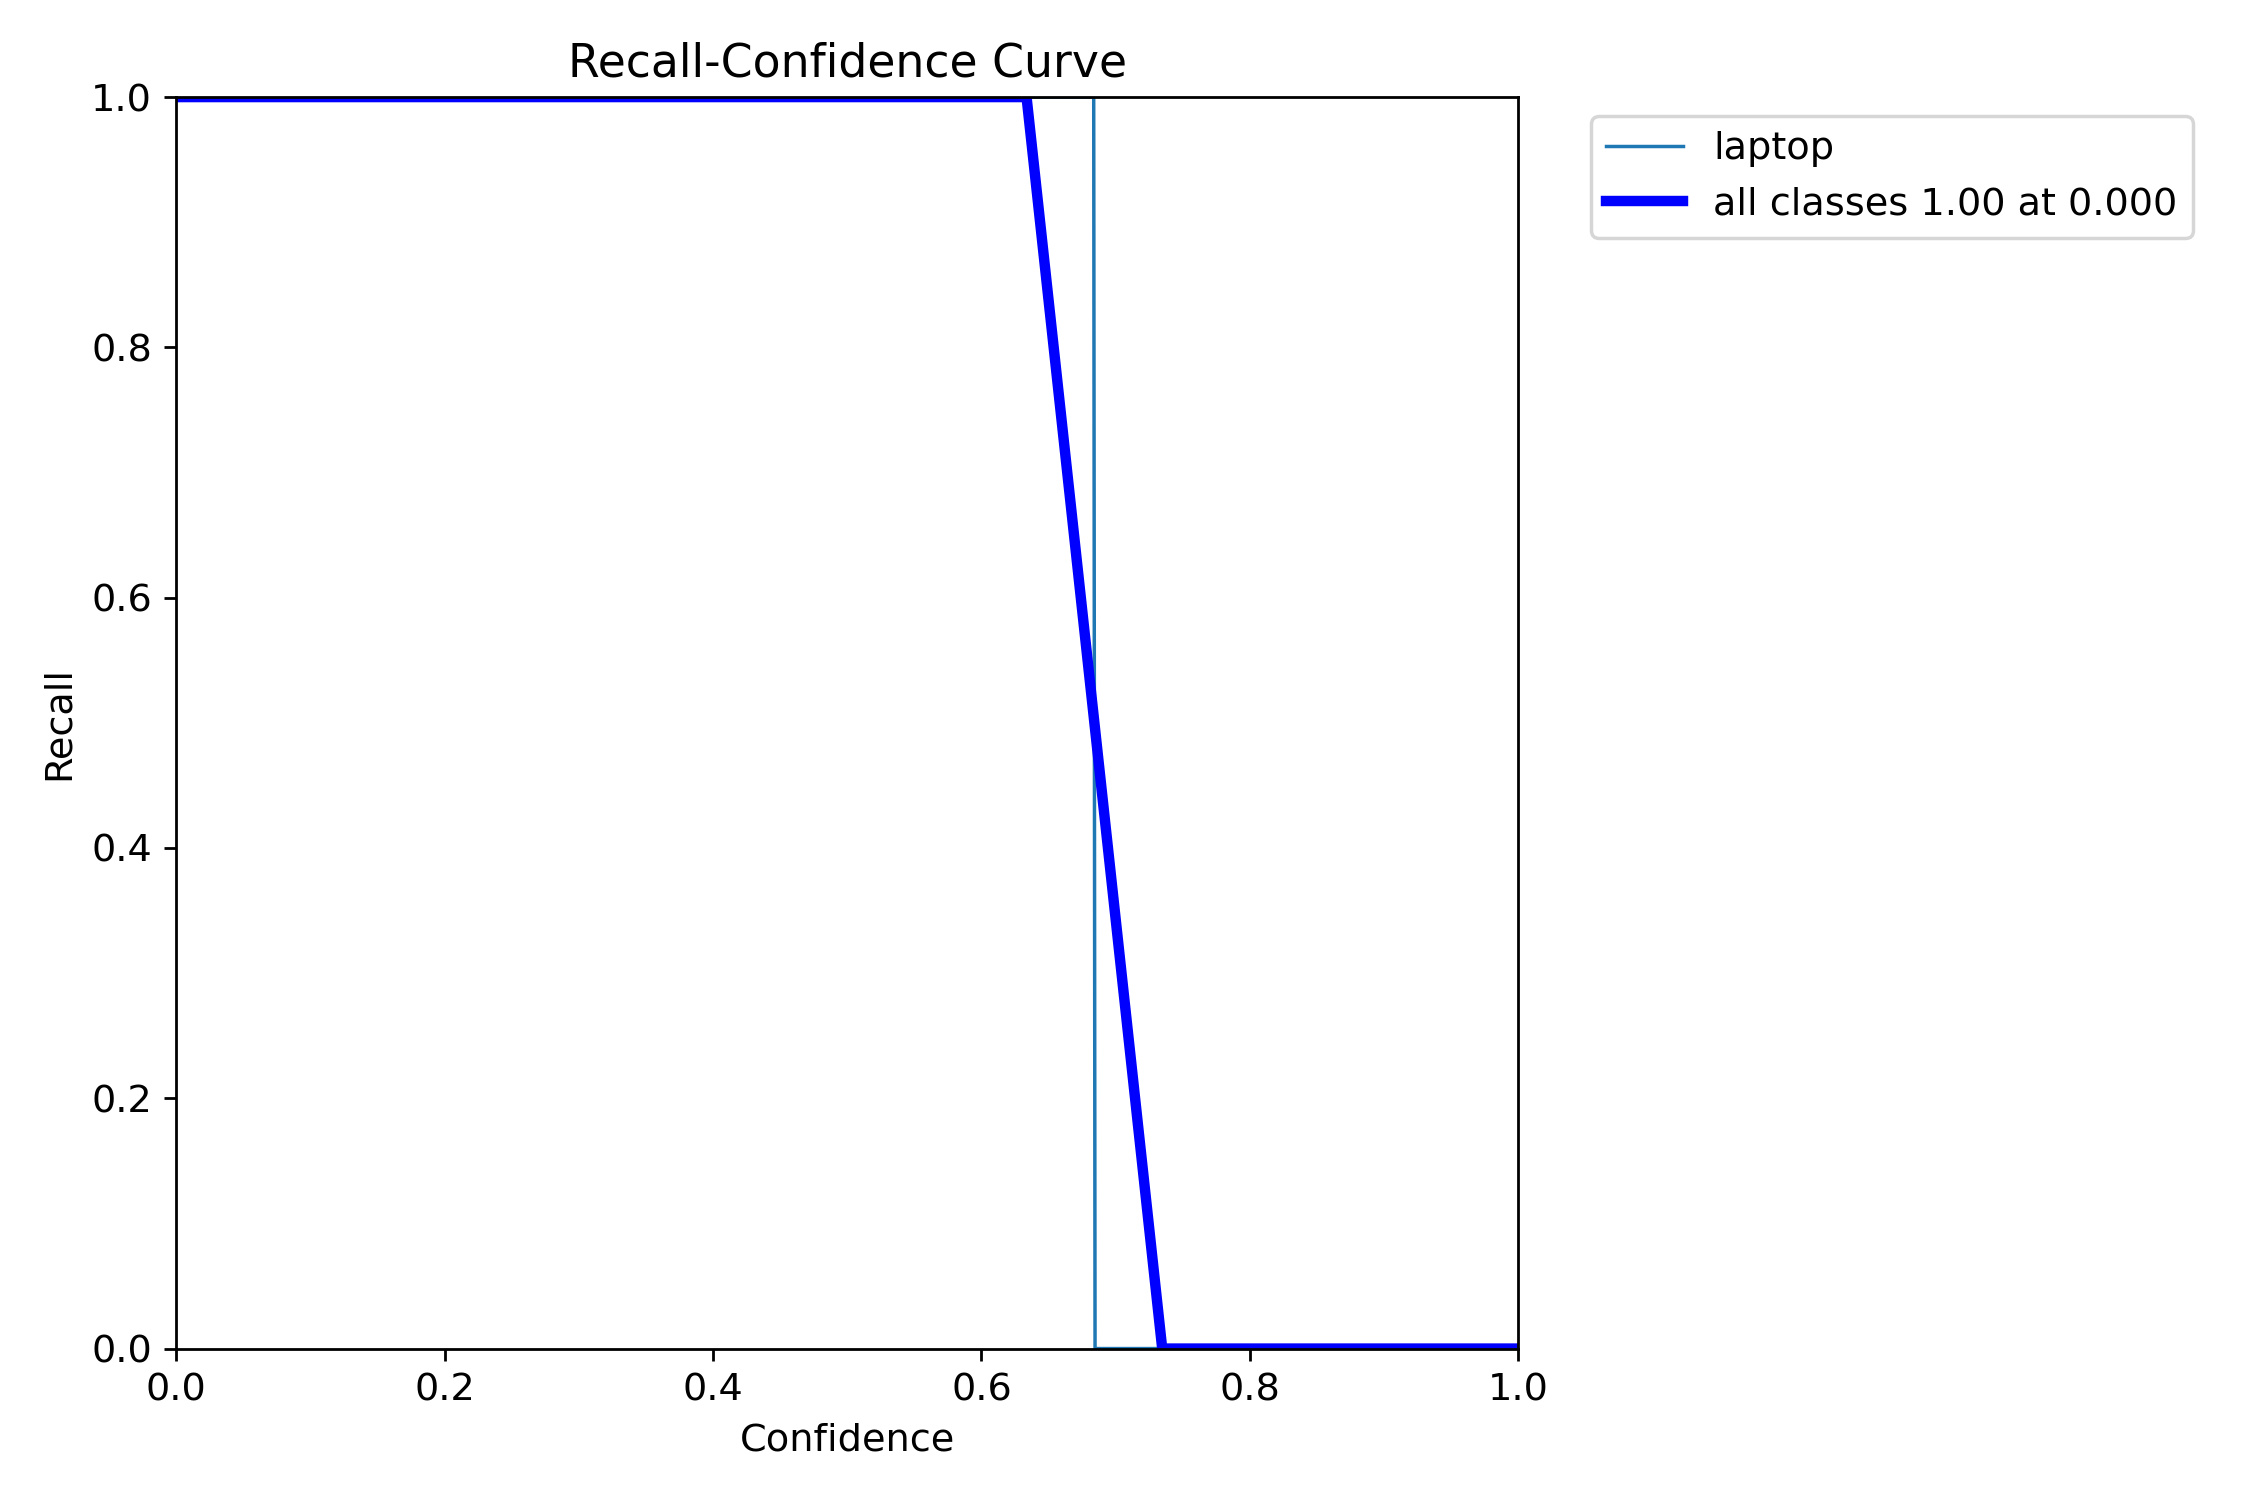 Recall-Confidence Curve
1.0
0.8
0.6
0.4
0.2
0.0
Recall
0.0 0.2 0.4 0.6 0.8 1.0
Confidence
laptop
all classes 1.00 at 0.000